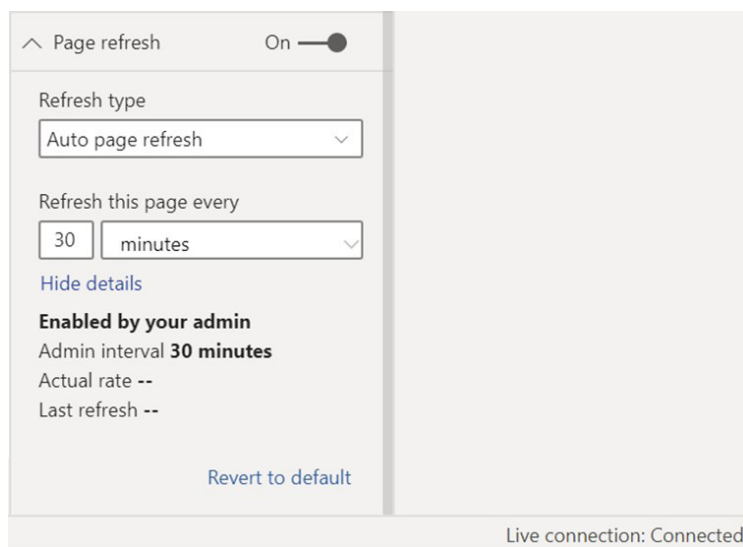 Page refresh On
Refresh type
Auto page refresh
Refresh this page every
30 minutes
Hide details
Enabled by your admin
Admin interval 30 minutes
Actual rate --
Last refresh --
Revert to default
Live connection: Connected